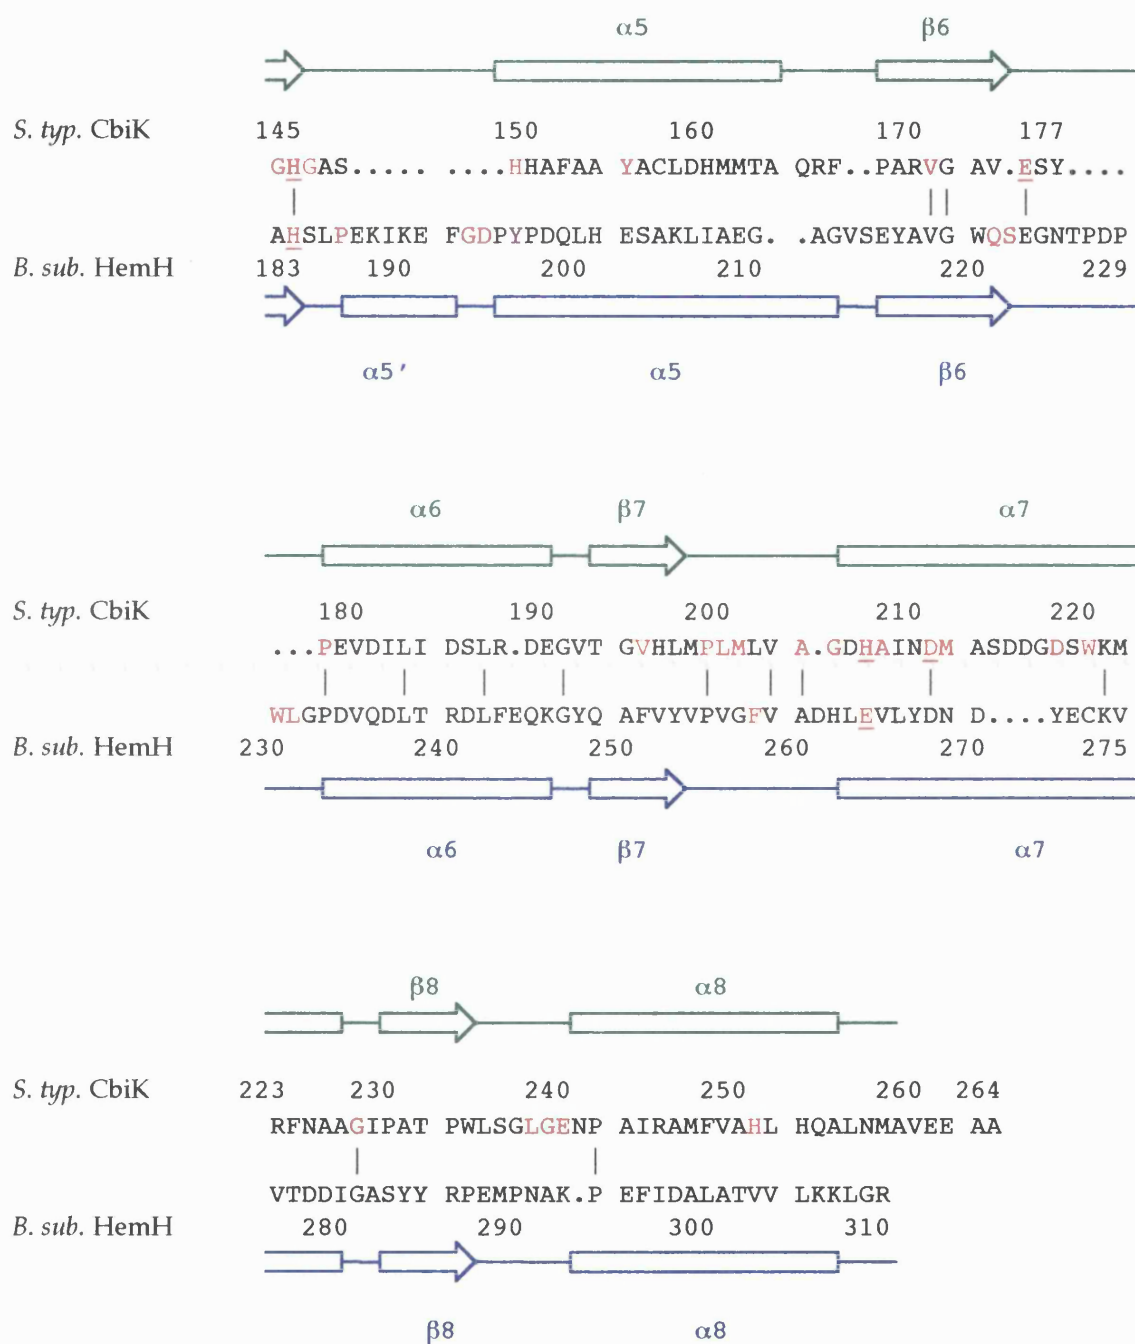 α5 β6
S. typ. CbiK 145 150 160 170 177
GHGAS..... ....HHAFAA YACLDHMMTA QRF..PARVG AV.ESY....
AHSLPEKIKE FGDPYPDQLH ESAKLIAEG. .AGVSEYAVG WQSEGNTPDP
B. sub. HemH 183 190 200 210 220 229
α5' α5 β6
α6 β7 α7
S. typ. CbiK 180 190 200 210 220
...PEVDILI DSLR.DEGVT GVHLMPLMLV A.GDHAINDM ASDDGDSWKM
WLGPDVQDLT RDLFEQKGYQ AFVYVPVGFV ADHLEVLYDN D....YECKV
B. sub. HemH 230 240 250 260 270 275
α6 β7 α7
β8 α8
S. typ. CbiK 223 230 240 250 260 264
RFNAAGIPAT PWLSGLGENP AIRAMFVAHL HQALNMAVEE AA
VTDDIGASYY RPEMPNAK.P EFIDALATVV LKKLGR
B. sub. HemH 280 290 300 310
β8 α8